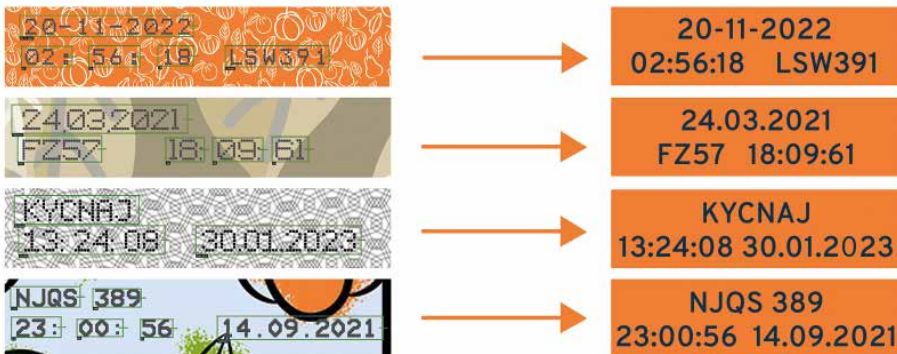 20-11-2022
02: 56: 18 LSW391
20-11-2022
02:56:18 LSW391
24.03.2021
FZ57 18: 09: 61
24.03.2021
FZ57 18:09:61
KYCNAJ
13: 24: 08 30.01.2023
KYCNAJ
13:24:08 30.01.2023
NJQS 389
23: 00: 56 14.09.2021
NJQS 389
23:00:56 14.09.2021